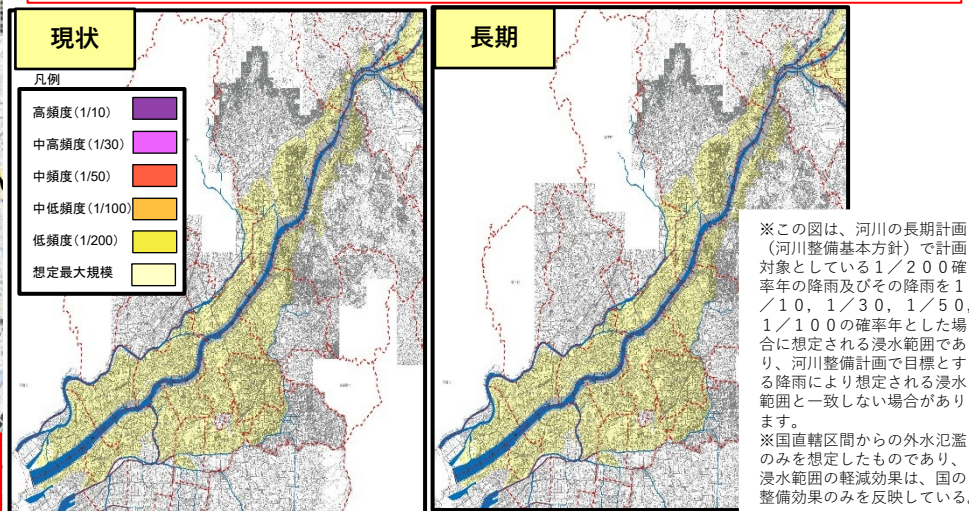 現状
凡例
高頻度(1/10)
中高頻度(1/30)
中頻度(1/50)
中低頻度(1/100)
低頻度(1/200)
想定最大規模
長期
※この図は、河川の長期計画
（河川整備基本方針）で計画
対象としている１／２００確
率年の降雨及びその降雨を１
／10，１／３０，１／５０，
１／１００の確率年とした場
合に想定される浸水範囲であ
り、河川整備計画で目標とす
る降雨により想定される浸水
範囲と一致しない場合があり
ます。
※国直轄区間からの外水氾濫
のみを想定したものであり、
浸水範囲の軽減効果は、国の
整備効果のみを反映している。